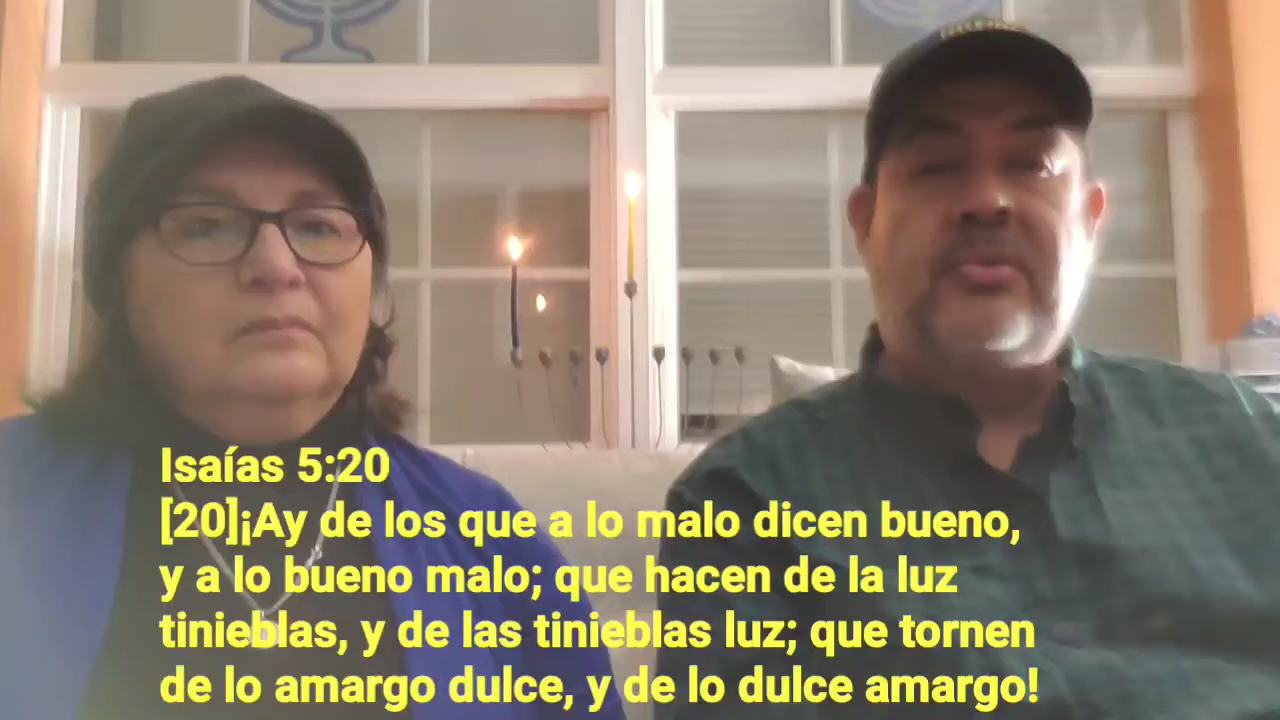 Isaías 5:20
[20]¡Ay de los que a lo malo dicen bueno,
y a lo bueno malo; que hacen de la luz
tinieblas, y de las tinieblas luz; que tornen
de lo amargo dulce, y de lo dulce amargo!